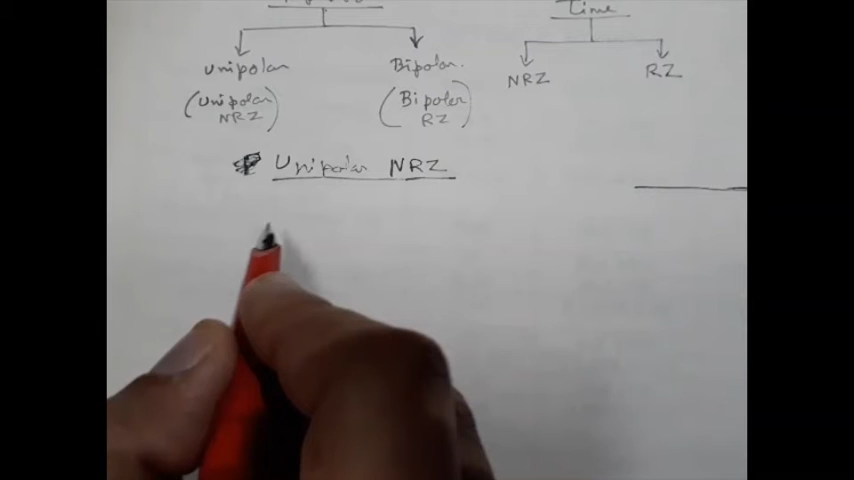 Time
Unipolar
Bipolar.
NRZ
RZ
(Unipolar
NRZ)
(Bipolar
RZ)
Unipolar NRZ